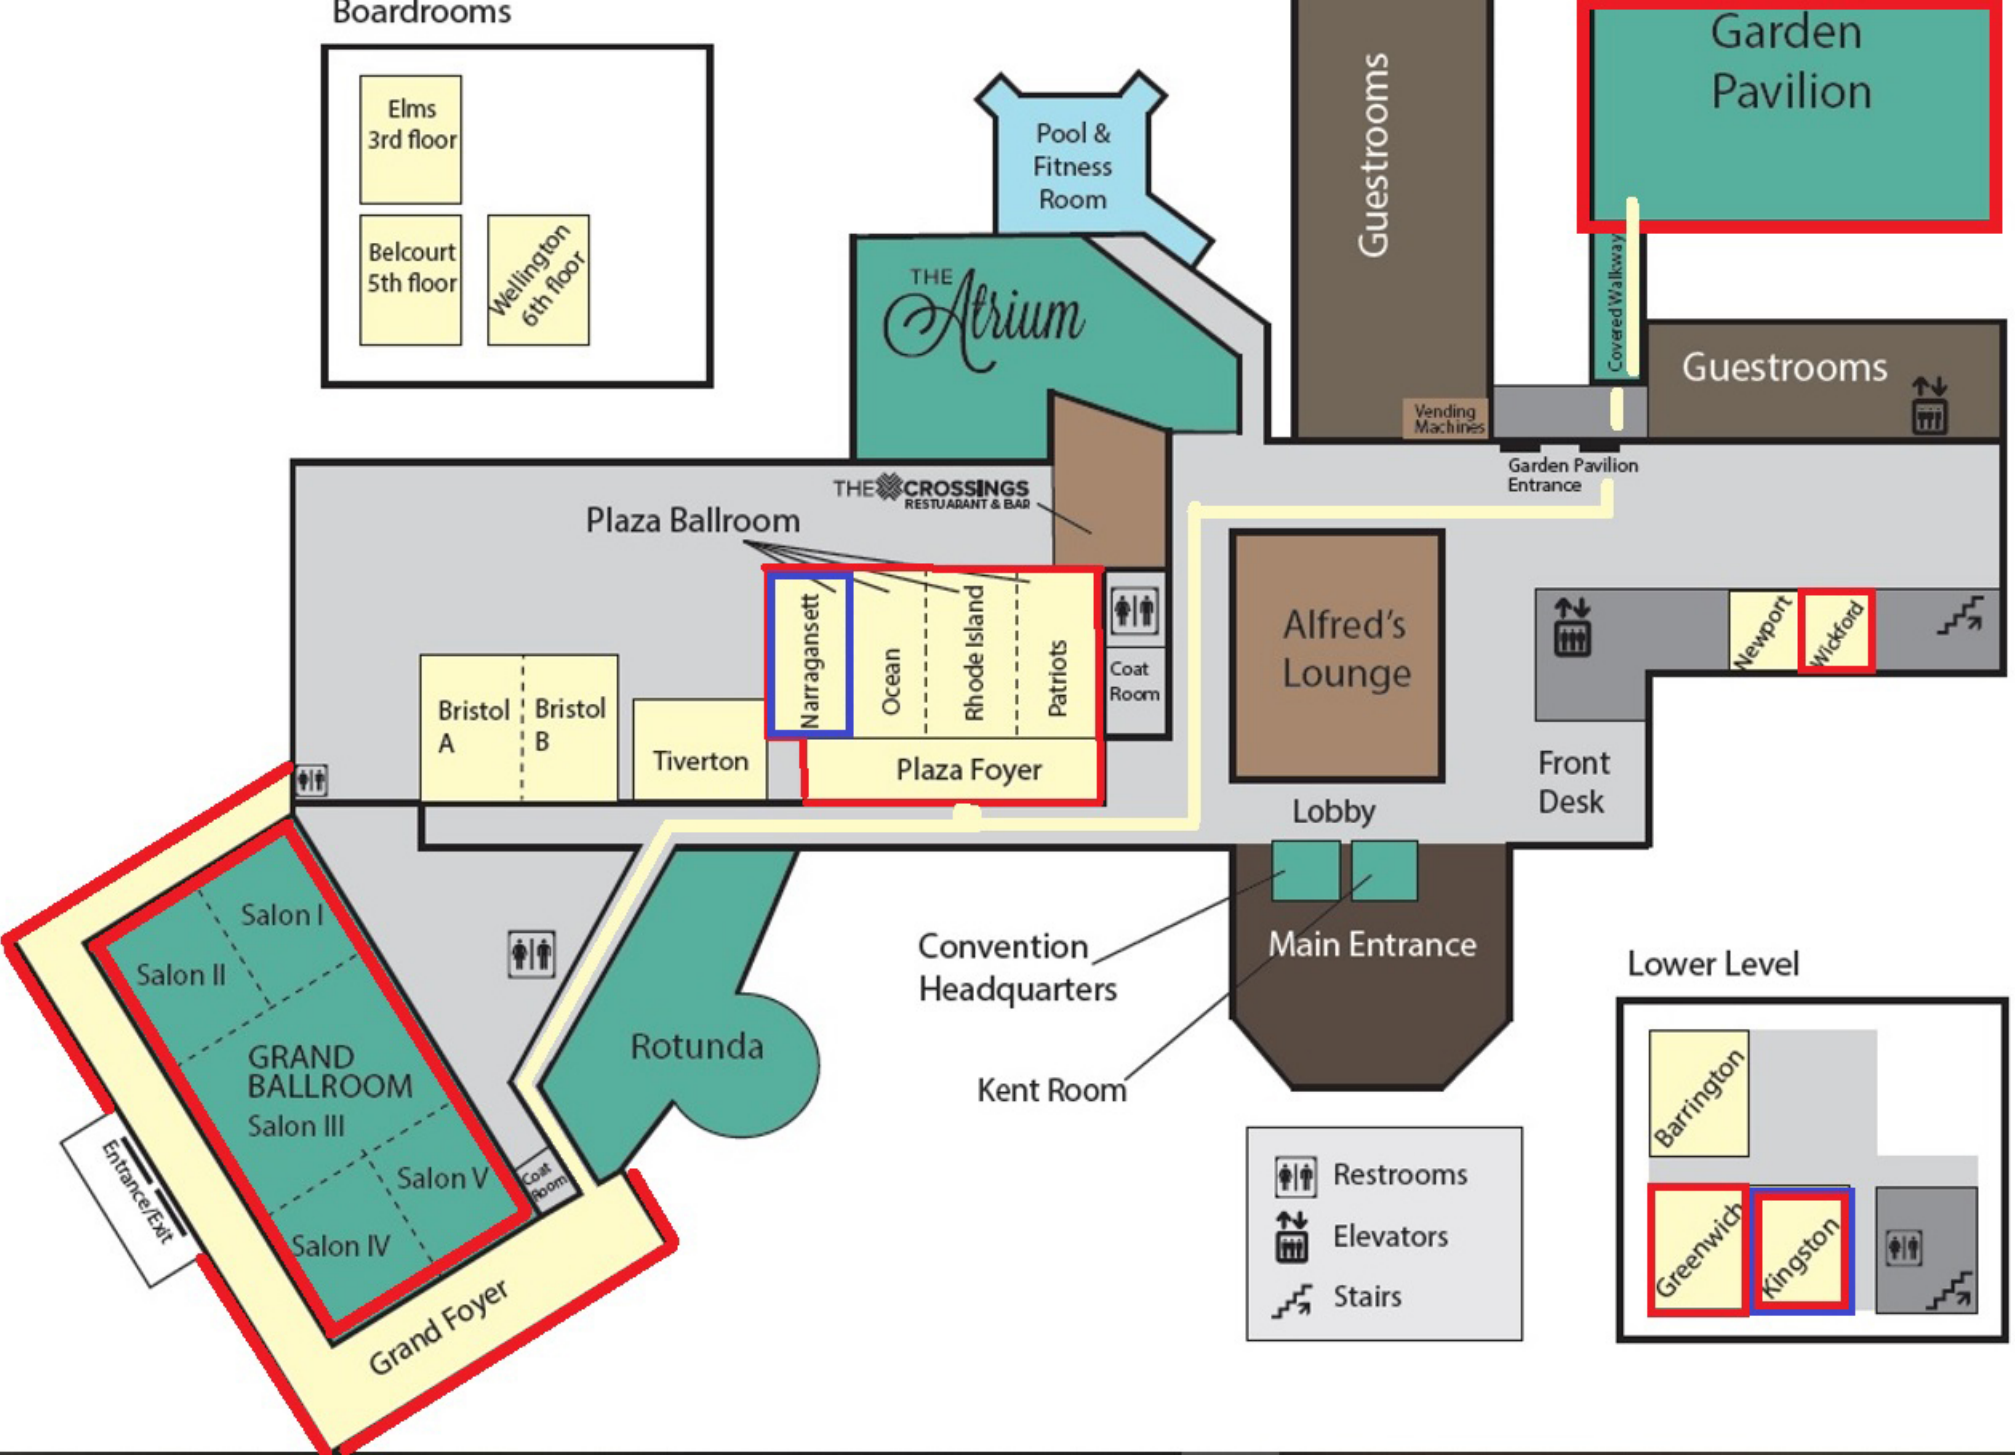 Boardrooms
Elms
3rd floor
Belcourt
5th floor
Wellington
6th floor
Pool &
Fitness
Room
Guestrooms
Garden
Pavilion
Covered Walkway
THE
Atrium
Guestrooms
Vending
Machines
Garden Pavilion
Entrance
THE CROSSINGS
RESTUARANT & BAR
Plaza Ballroom
Narragansett
Ocean
Rhode Island
Patriots
Coat
Room
Plaza Foyer
Bristol
A
Bristol
B
Tiverton
Alfred's
Lounge
Newport
Wickford
Front
Desk
Lobby
Convention
Headquarters
Main Entrance
Kent Room
Salon I
Salon II
GRAND
BALLROOM
Salon III
Salon V
Salon IV
Coat
Room
Rotunda
Entrance/Exit
Grand Foyer
Restrooms
Elevators
Stairs
Lower Level
Barrington
Greenwich
Kingston